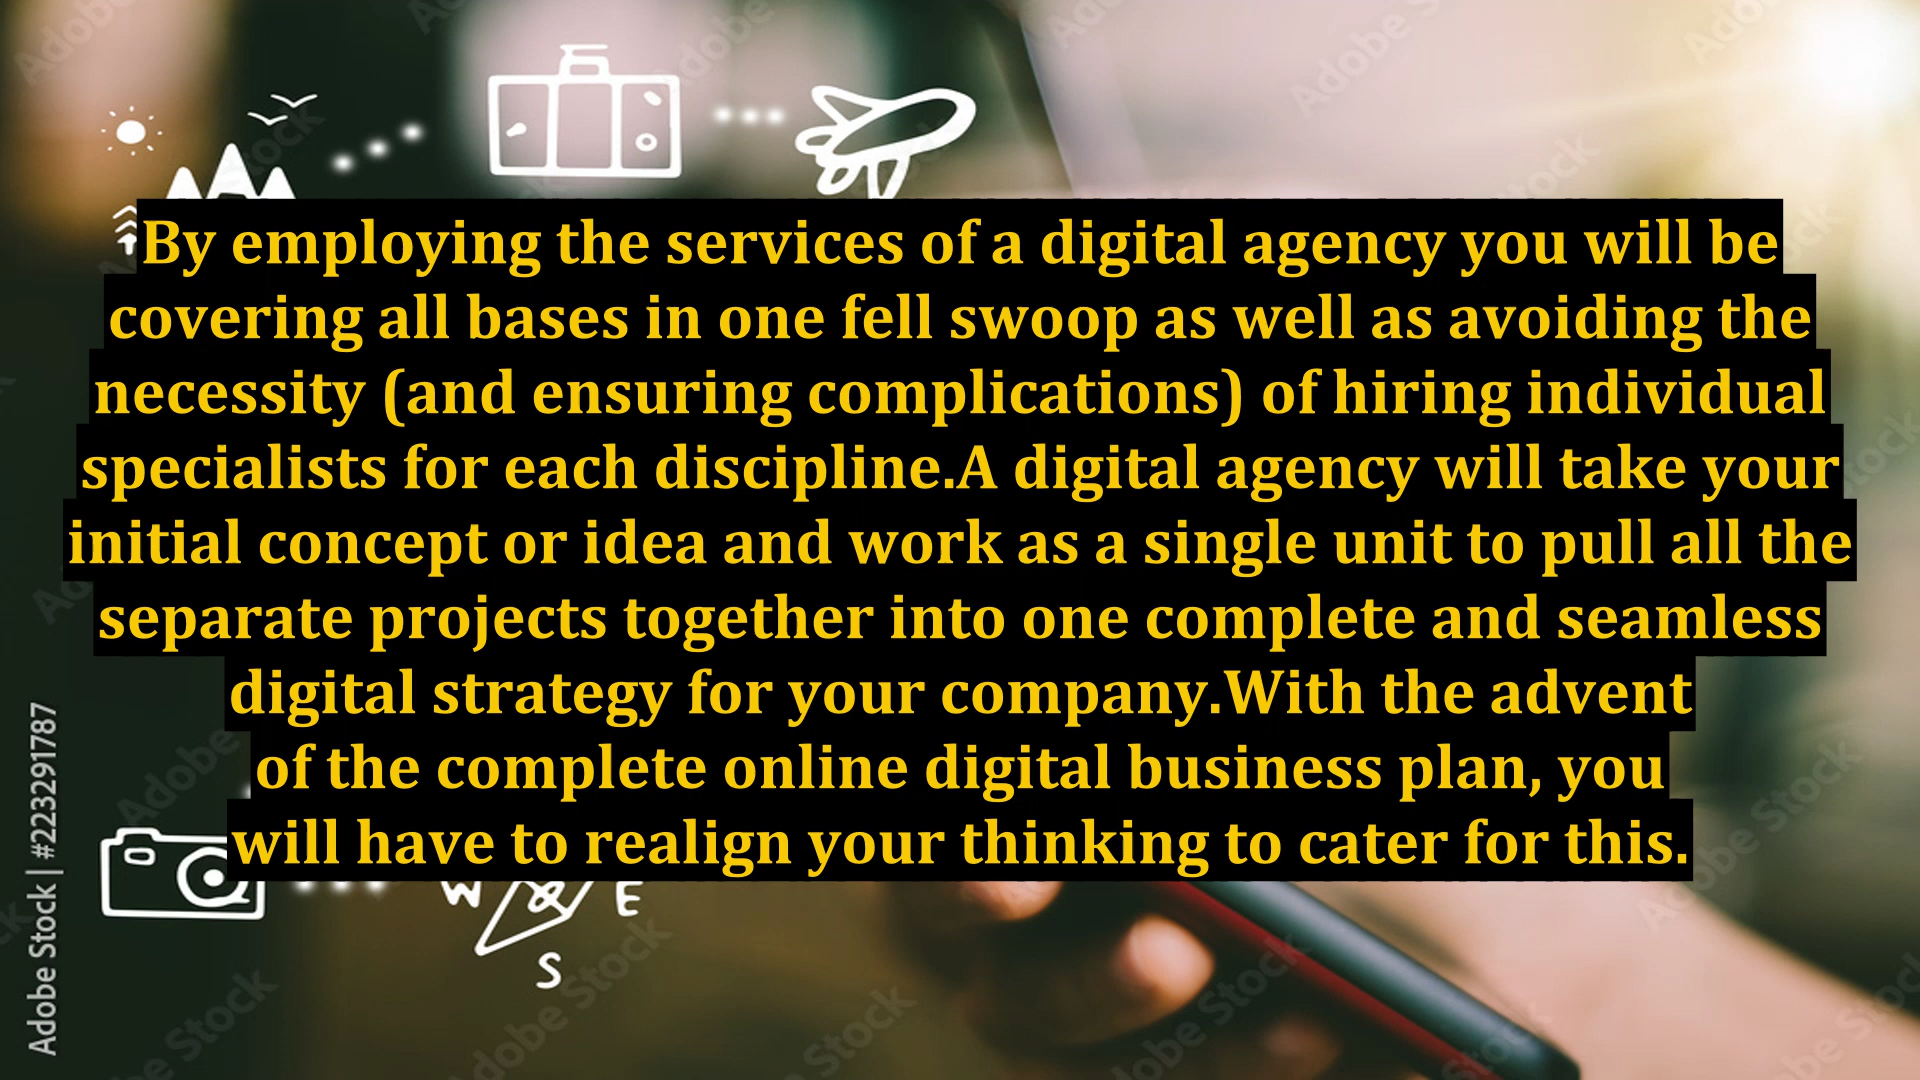 By employing the services of a digital agency you will be
covering all bases in one fell swoop as well as avoiding the
necessity (and ensuring complications) of hiring individual
specialists for each discipline.A digital agency will take your
initial concept or idea and work as a single unit to pull all the
separate projects together into one complete and seamless
digital strategy for your company.With the advent
of the complete online digital business plan, you
will have to realign your thinking to cater for this.
W E
S
Adobe Stock | #223291787